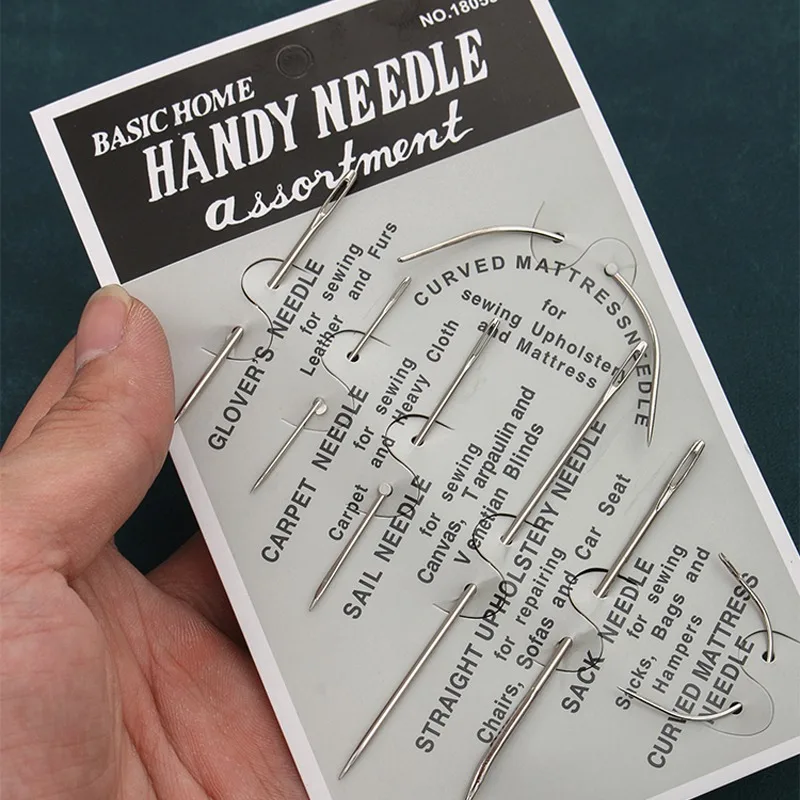 NO.1809
BASIC HOME
HANDY NEEDLE
assortment
GLOVER'S NEEDLE
for sewing
Leather and Furs
CURVED MATTRESS NEEDLE
for
sewing Upholstery
and Mattress
CARPET NEEDLE
for sewing
Carpet and Heavy Cloth
SAIL NEEDLE
for sewing
Canvas, Tarpaulin and
Venetian Blinds
STRAIGHT UPHOLSTERY NEEDLE
for repairing
Chairs, Sofas and Car Seat
SACK NEEDLE
for sewing
Sacks, Bags and
Hampers
CURVED MATTRESS
NEEDLE